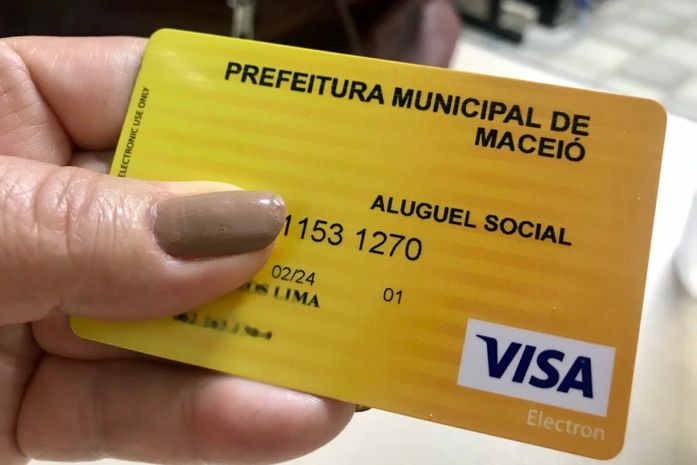 PREFEITURA MUNICIPAL DE
MACEIÓ
ELECTRONIC USE ONLY
ALUGUEL SOCIAL
1153 1270
02/24
01
LIMA
VISA
Electron